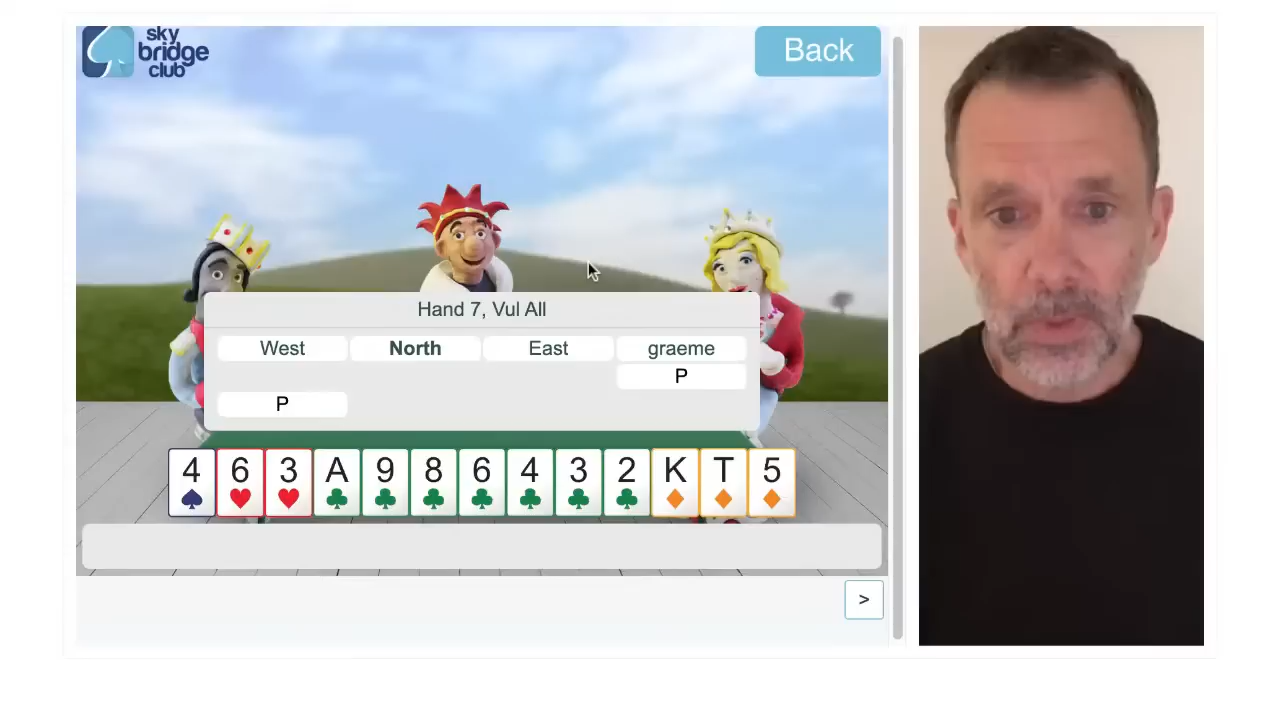 sky
bridge
club
Back
Hand 7, Vul All
West North East graeme
P
P
4 6 3 A 9 8 6 4 3 2 K T 5
>